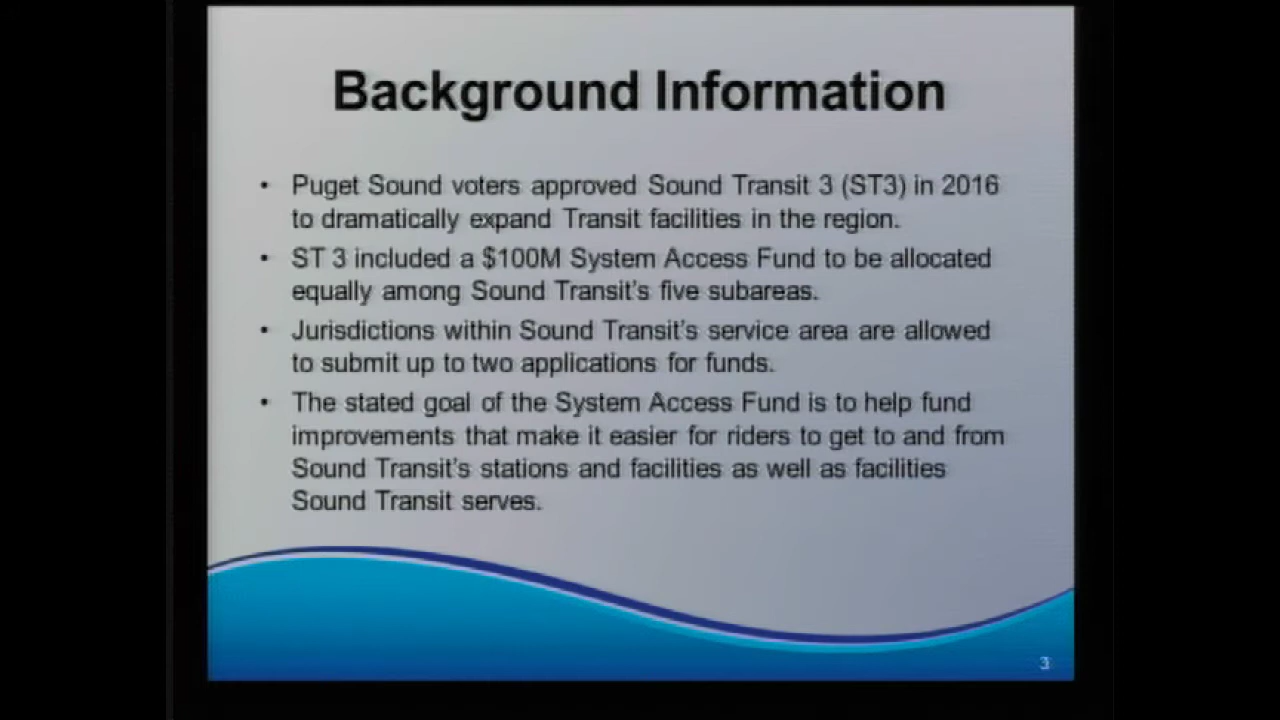 Background Information
• Puget Sound voters approved Sound Transit 3 (ST3) in 2016
to dramatically expand Transit facilities in the region.
• ST 3 included a $100M System Access Fund to be allocated
equally among Sound Transit's five subareas.
• Jurisdictions within Sound Transit's service area are allowed
to submit up to two applications for funds.
• The stated goal of the System Access Fund is to help fund
improvements that make it easier for riders to get to and from
Sound Transit's stations and facilities as well as facilities
Sound Transit serves.
3